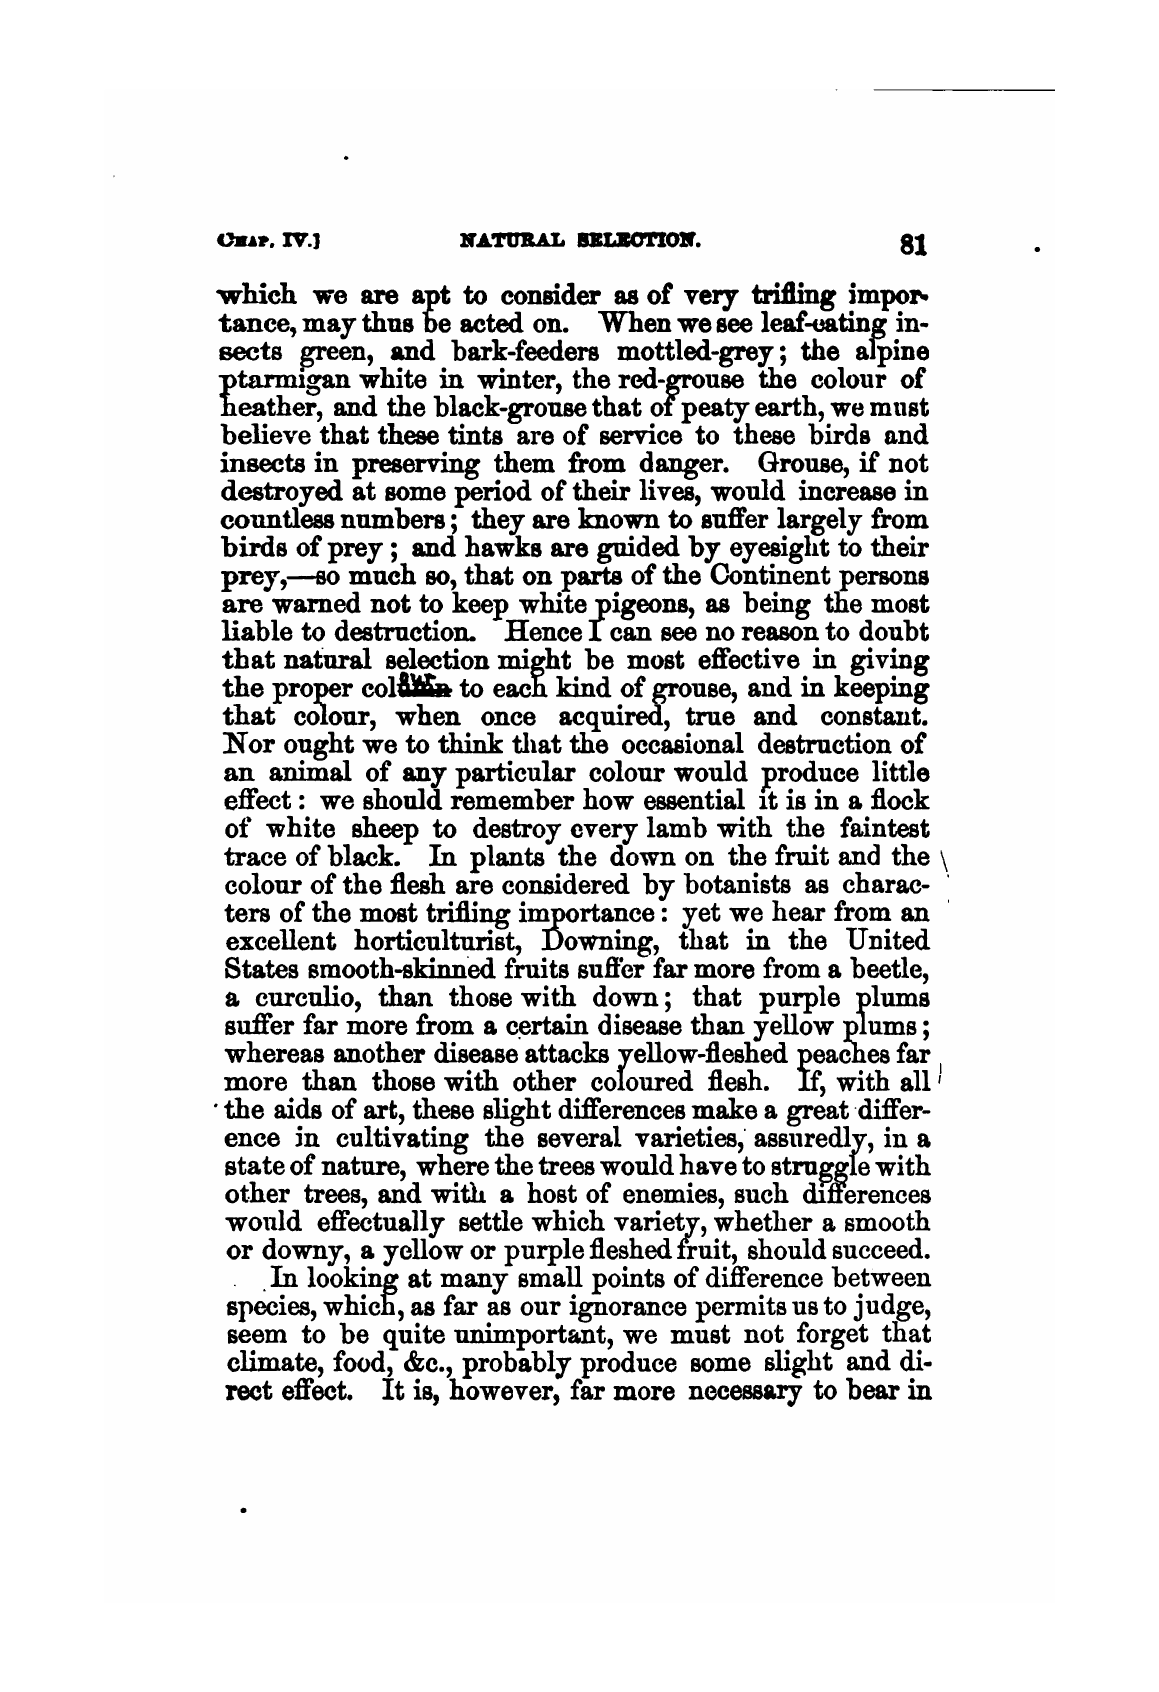 CHAP. IV.] NATURAL SELECTION. 81
which we are apt to consider as of very trifling impor-
tance, may thus be acted on. When we see leaf-eating in-
sects green, and bark-feeders mottled-grey; the alpine
ptarmigan white in winter, the red-grouse the colour of
heather, and the black-grouse that of peaty earth, we must
believe that these tints are of service to these birds and
insects in preserving them from danger. Grouse, if not
destroyed at some period of their lives, would increase in
countless numbers; they are known to suffer largely from
birds of prey; and hawks are guided by eyesight to their
prey,—so much so, that on parts of the Continent persons
are warned not to keep white pigeons, as being the most
liable to destruction. Hence I can see no reason to doubt
that natural selection might be most effective in giving
the proper to each kind of grouse, and in keeping
that colour, when once acquired, true and constant.
Nor ought we to think that the occasional destruction of
an animal of any particular colour would produce little
effect: we should remember how essential it is in a flock
of white sheep to destroy every lamb with the faintest
trace of black. In plants the down on the fruit and the
colour of the flesh are considered by botanists as charac-
ters of the most trifling importance: yet we hear from an
excellent horticulturist, Downing, that in the United
States smooth-skinned fruits suffer far more from a beetle,
a curculio, than those with down; that purple plums
suffer far more from a certain disease than yellow plums;
whereas another disease attacks yellow-fleshed peaches far
more than those with other coloured flesh. If, with all
the aids of art, these slight differences make a great differ-
ence in cultivating the several varieties, assuredly, in a
state of nature, where the trees would have to struggle with
other trees, and with a host of enemies, such differences
would effectually settle which variety, whether a smooth
or downy, a yellow or purple fleshed fruit, should succeed.
In looking at many small points of difference between
species, which, as far as our ignorance permits us to judge,
seem to be quite unimportant, we must not forget that
climate, food, &c., probably produce some slight and di-
rect effect. It is, however, far more necessary to bear in